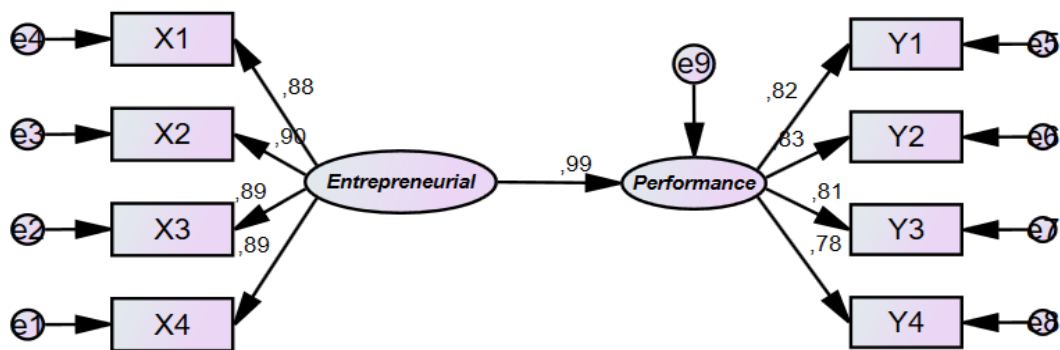 e4 X1 ,88 e9 ,82 Y1 e5
e3 X2 ,90 ,83 Y2 e6
Entrepreneurial ,99 Performance
e2 X3 ,89 ,81 Y3 e7
,89 ,78
e1 X4 Y4 e8